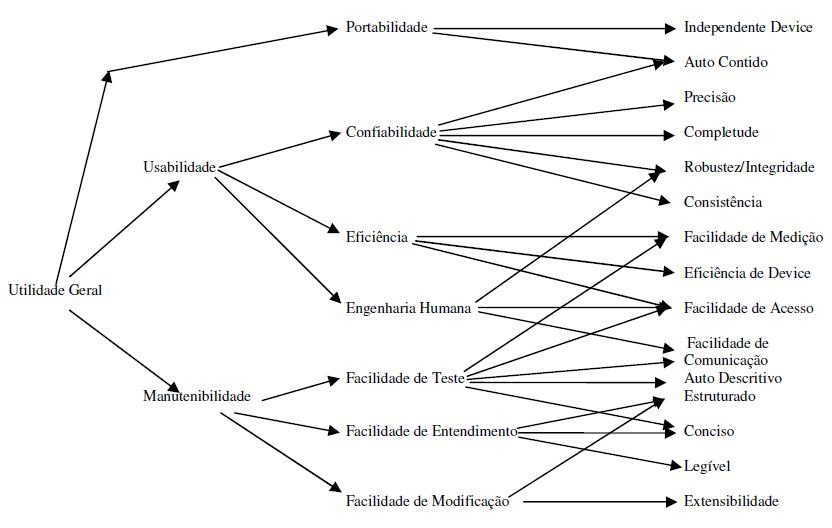 Portabilidade
Independente Device
Auto Contido
Precisão
Confiabilidade
Completude
Usabilidade
Robustez/Integridade
Consistência
Eficiência
Facilidade de Medição
Eficiência de Device
Utilidade Geral
Engenharia Humana
Facilidade de Acesso
Facilidade de
Comunicação
Facilidade de Teste
Auto Descritivo
Manutenibilidade
Estruturado
Facilidade de Entendimento
Conciso
Legível
Facilidade de Modificação
Extensibilidade